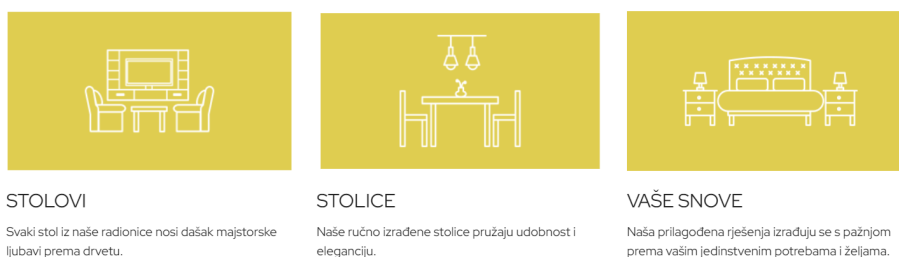 STOLOVI
Svaki stol iz naše radionice nosi dašak majstorske
ljubavi prema drvetu.
STOLICE
Naše ručno izrađene stolice pružaju udobnost i
eleganciju.
VAŠE SNOVE
Naša prilagođena rješenja izrađuju se s pažnjom
prema vašim jedinstvenim potrebama i željama.